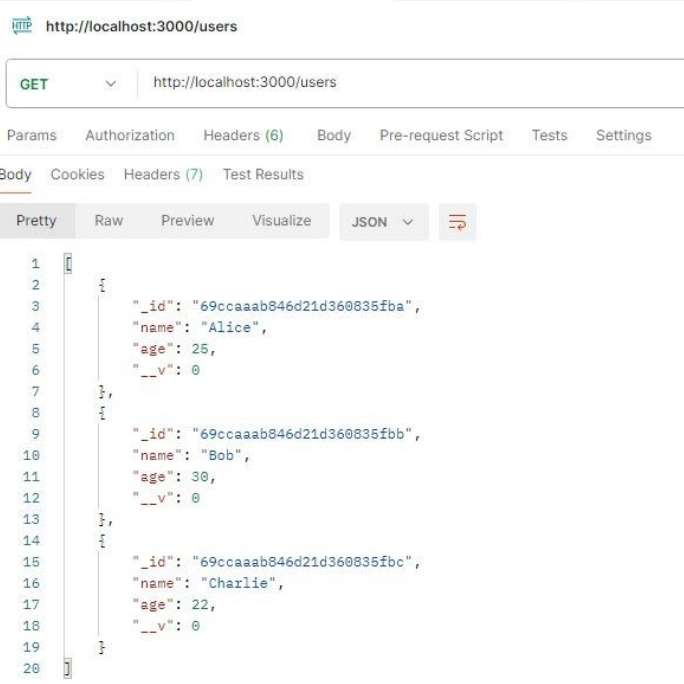 HTTP http://localhost:3000/users
GET http://localhost:3000/users
Params Authorization Headers (6) Body Pre-request Script Tests Settings
Body Cookies Headers (7) Test Results
Pretty Raw Preview Visualize JSON
1 [
2 {
3 "_id": "69ccaaab846d21d360835fba",
4 "name": "Alice",
5 "age": 25,
6 "__v": 0
7 },
8 {
9 "_id": "69ccaaab846d21d360835fbb",
10 "name": "Bob",
11 "age": 30,
12 "__v": 0
13 },
14 {
15 "_id": "69ccaaab846d21d360835fbc",
16 "name": "Charlie",
17 "age": 22,
18 "__v": 0
19 }
20 ]